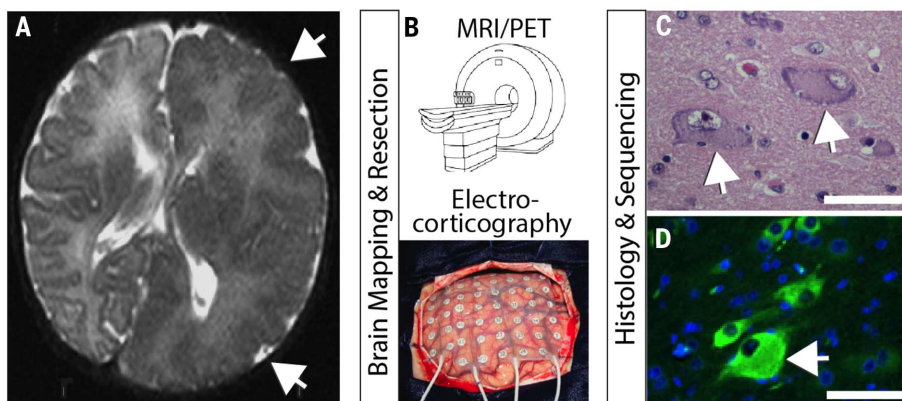 A
Brain Mapping & Resection
B
MRI/PET
Electro-
corticography
Histology & Sequencing
C
D